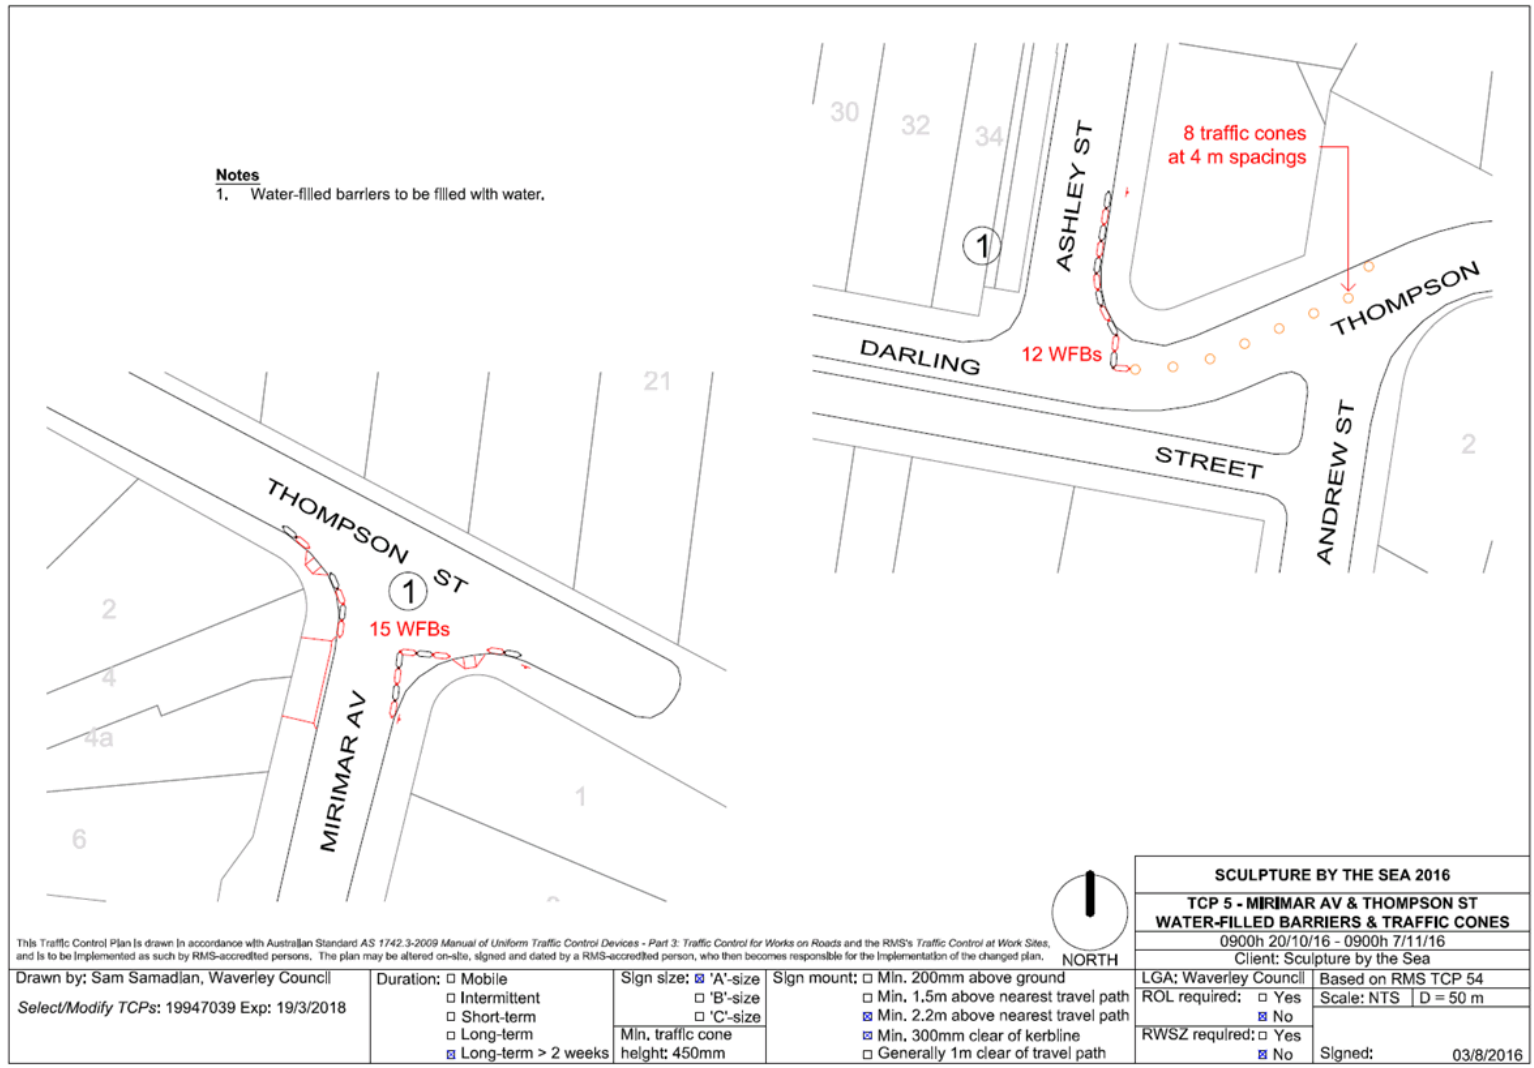 Notes
1. Water-filled barriers to be filled with water.
30
32
34
ASHLEY ST
8 traffic cones
at 4 m spacings
1
THOMPSON
DARLING
12 WFBs
STREET
ANDREW ST
2
21
THOMPSON ST
1
15 WFBs
2
4
4a
6
MIRIMAR AV
1
NORTH
SCULPTURE BY THE SEA 2016
TCP 5 - MIRIMAR AV & THOMPSON ST
WATER-FILLED BARRIERS & TRAFFIC CONES
0900h 20/10/16 - 0900h 7/11/16
Client: Sculpture by the Sea
This Traffic Control Plan is drawn in accordance with Australian Standard AS 1742.3-2009 Manual of Uniform Traffic Control Devices - Part 3: Traffic Control for Works on Roads and the RMS's Traffic Control at Work Sites,
and is to be implemented as such by RMS-accredited persons. The plan may be altered on-site, signed and dated by a RMS-accredited person, who then becomes responsible for the implementation of the changed plan.
Drawn by: Sam Samadian, Waverley Council
Select/Modify TCPs: 19947039 Exp: 19/3/2018
Duration: Mobile
Intermittent
Short-term
Long-term
Long-term > 2 weeks
Sign size: 'A'-size
'B'-size
'C'-size
Min. traffic cone
height: 450mm
Sign mount: Min. 200mm above ground
Min. 1.5m above nearest travel path
Min. 2.2m above nearest travel path
Min. 300mm clear of kerbline
Generally 1m clear of travel path
LGA: Waverley Council
Based on RMS TCP 54
ROL required: Yes
No
Scale: NTS
D = 50 m
RWSZ required: Yes
No
Signed:
03/8/2016